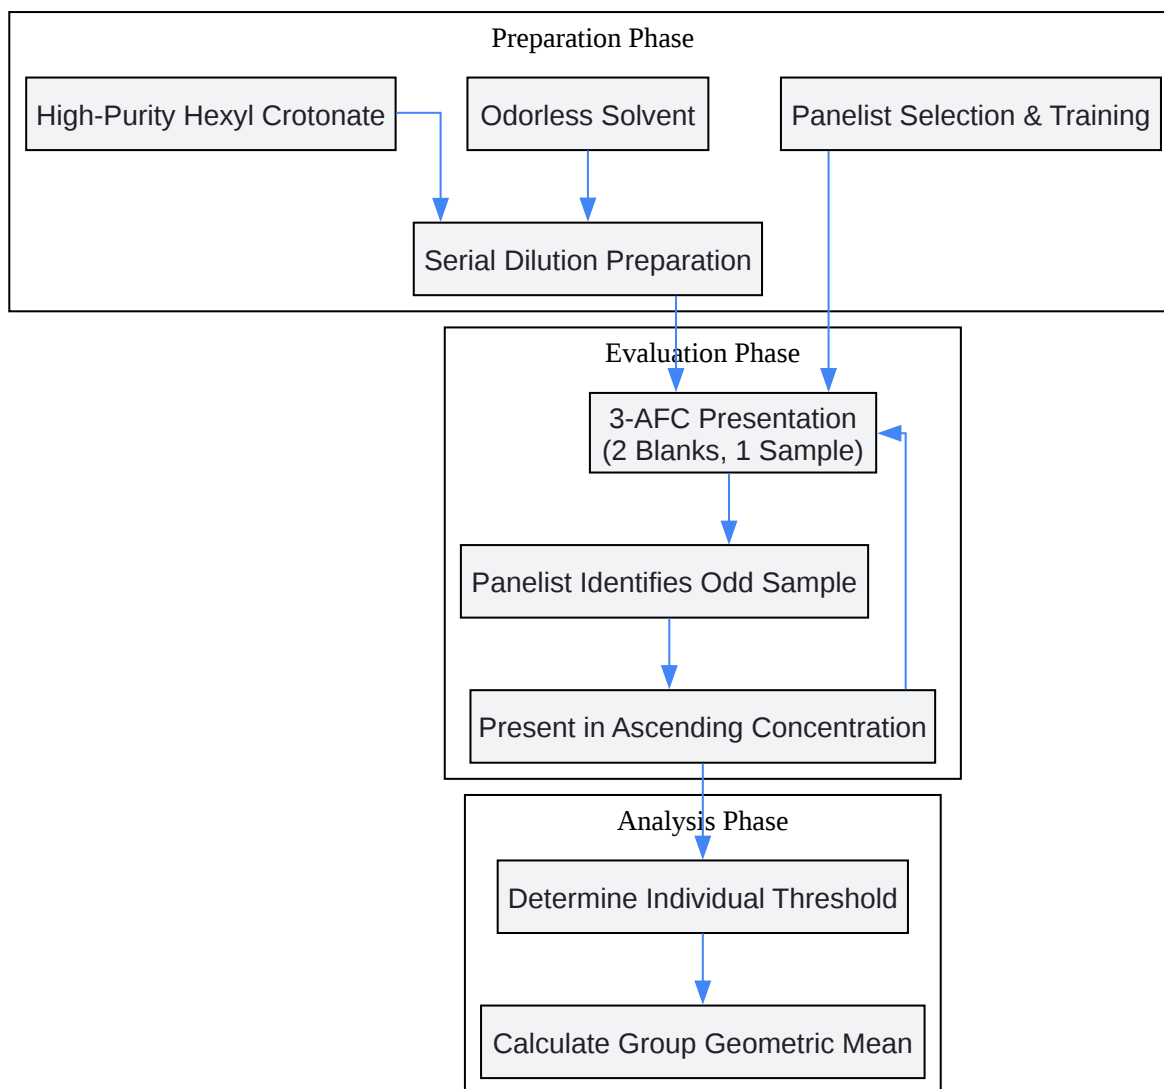 Preparation Phase
High-Purity Hexyl Crotonate
Odorless Solvent
Panelist Selection & Training
Serial Dilution Preparation
Evaluation Phase
3-AFC Presentation
(2 Blanks, 1 Sample)
Panelist Identifies Odd Sample
Present in Ascending Concentration
Analysis Phase
Determine Individual Threshold
Calculate Group Geometric Mean